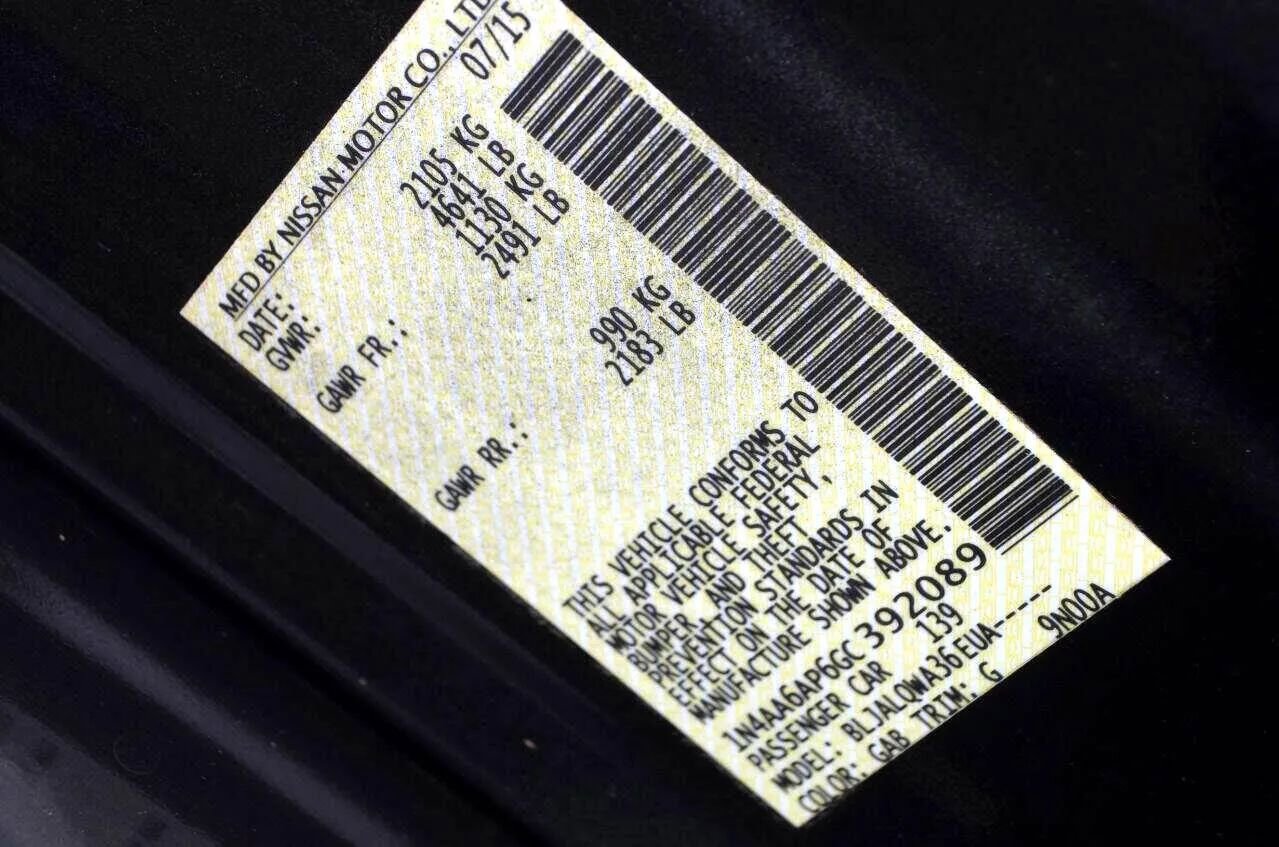 MFD BY NISSAN MOTOR CO., LTD
DATE: 07/15
GVWR: 2105 KG
4641 LB
GAWR FR.: 1130 KG
2491 LB
GAWR RR.: 990 KG
2183 LB
THIS VEHICLE CONFORMS TO
ALL APPLICABLE FEDERAL
MOTOR VEHICLE SAFETY,
BUMPER, AND THEFT
PREVENTION STANDARDS IN
EFFECT ON THE DATE OF
MANUFACTURE SHOWN ABOVE.
1N4AA6AP6GC392089
PASSENGER CAR 139
MODEL: BLJALOWA36EUA-----
COLOR: GAB TRIM: G 9N00A